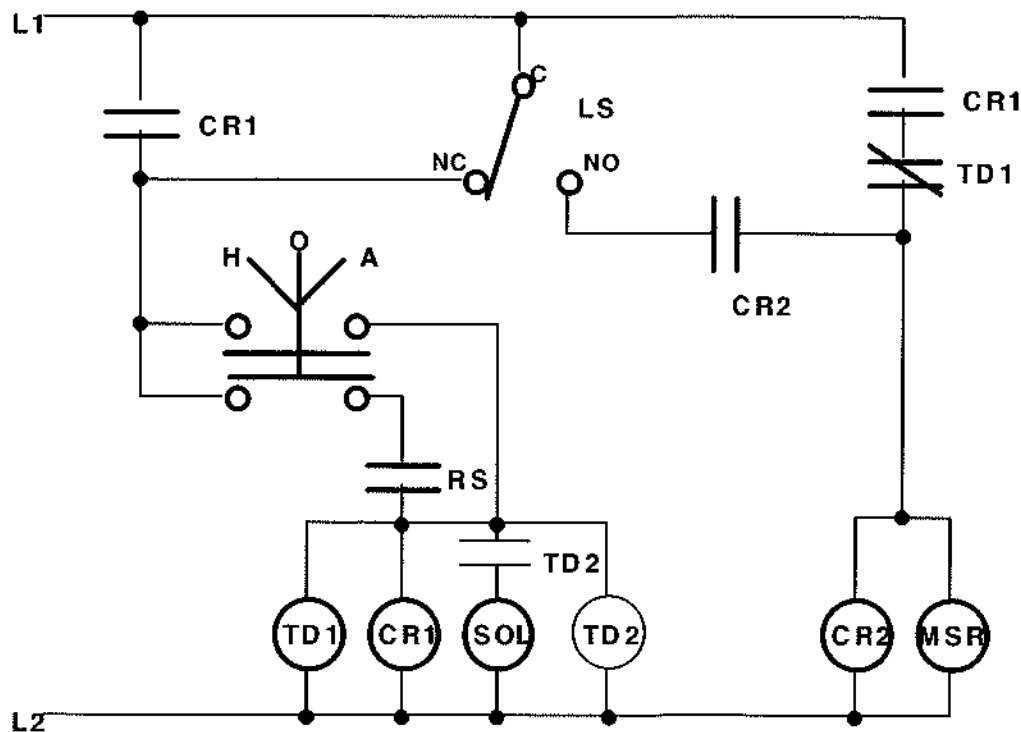 L1
C
LS
CR1
CR1
NC
NO
TD1
O
H
A
CR2
RS
TD2
TD1
CR1
SOL
TD2
CR2
MSR
L2